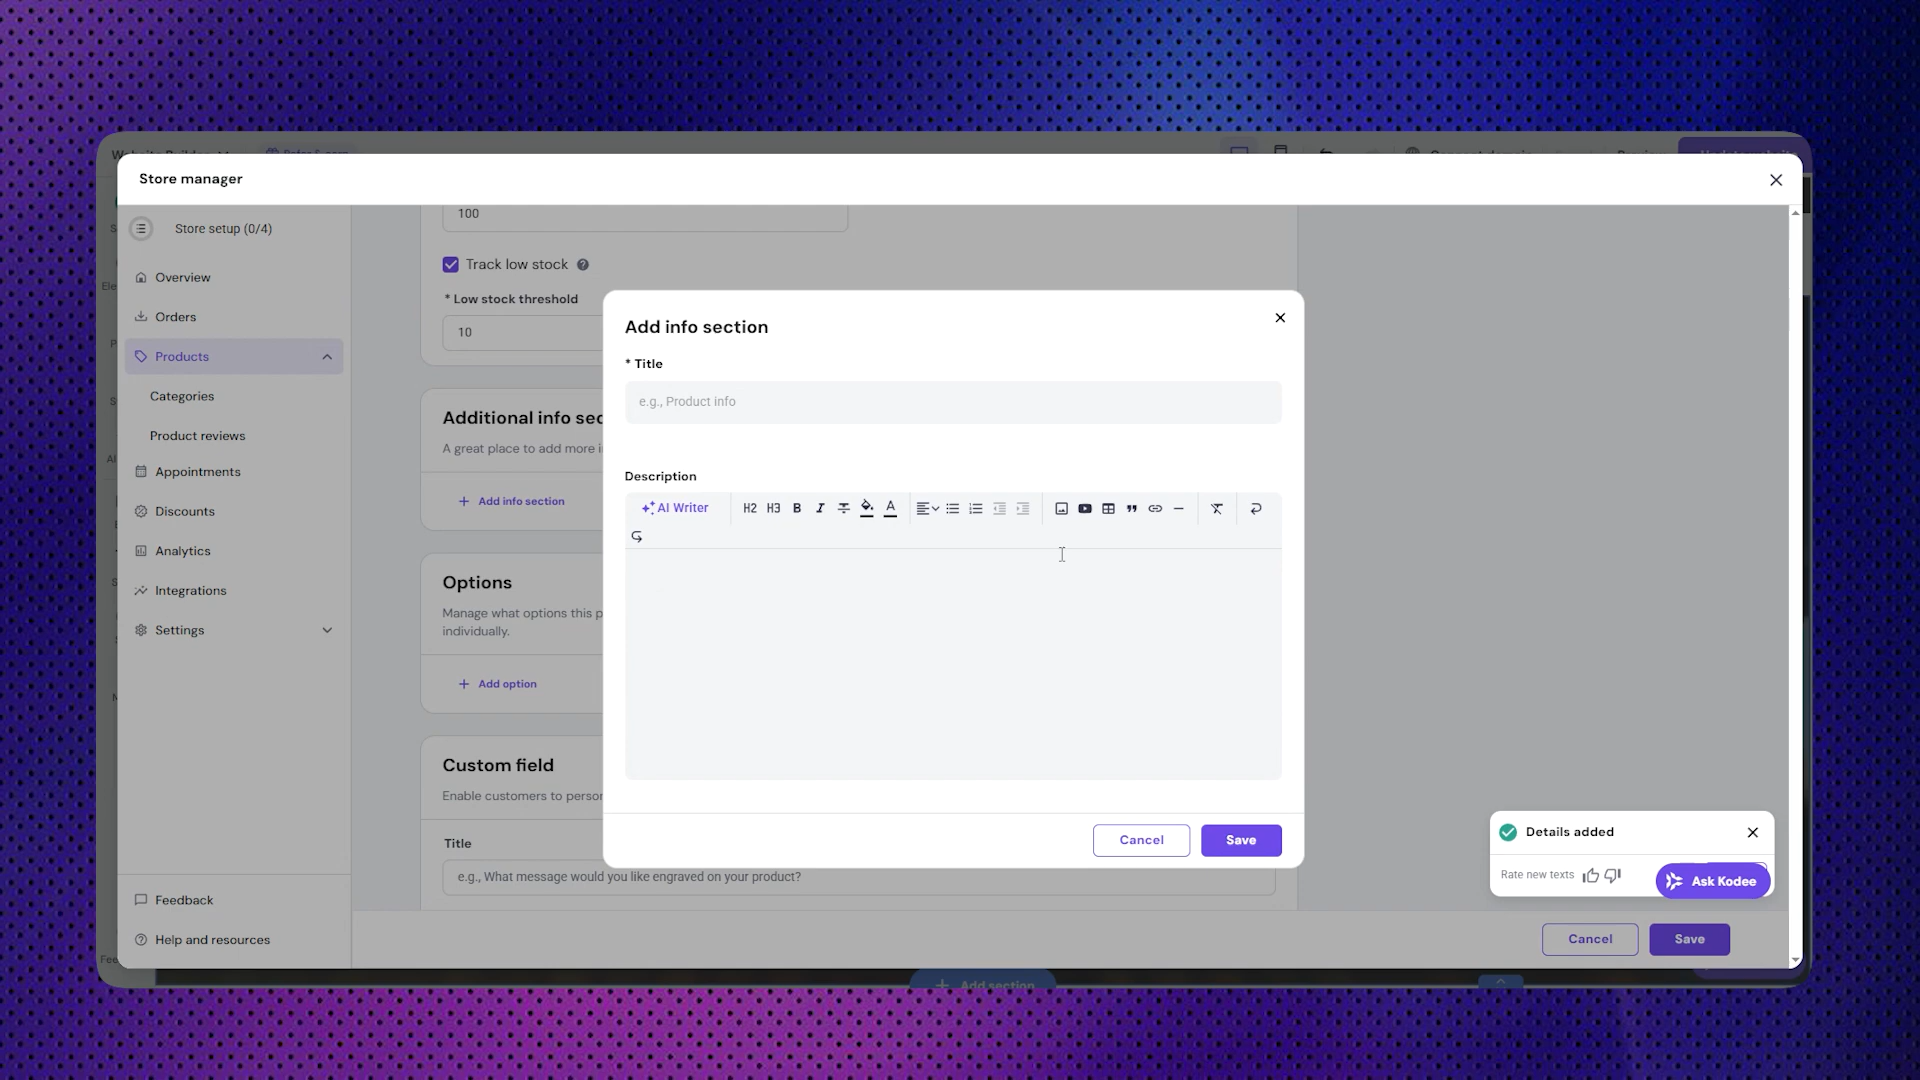 Store manager
Store setup (0/4)
Overview
Orders
Products
Categories
Product reviews
Appointments
Discounts
Analytics
Integrations
Settings
Feedback
Help and resources
100
Track low stock
* Low stock threshold
10
Additional info sec
A great place to add more i
Add info section
Options
Manage what options this p
individually.
Add option
Custom field
Enable customers to person
Title
e.g., What message would you like engraved on your product?
Add info section
* Title
e.g., Product info
Description
AI Writer
H2 H3 B I A
Cancel
Save
Details added
Rate new texts
Ask Kodee
Cancel
Save
Add section